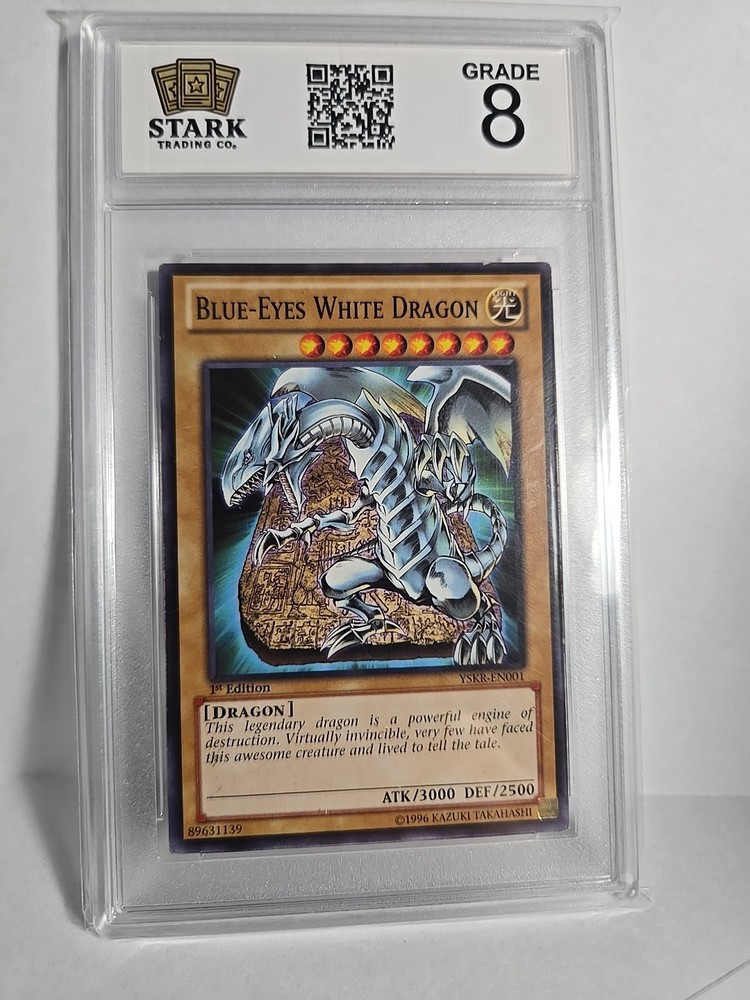 STARK
TRADING CO.
GRADE
8
BLUE-EYES WHITE DRAGON
LIGHT
光
1st Edition
YSKR-EN001
[DRAGON]
This legendary dragon is a powerful engine of
destruction. Virtually invincible, very few have faced
this awesome creature and lived to tell the tale.
ATK/3000 DEF/2500
89631139
©1996 KAZUKI TAKAHASHI